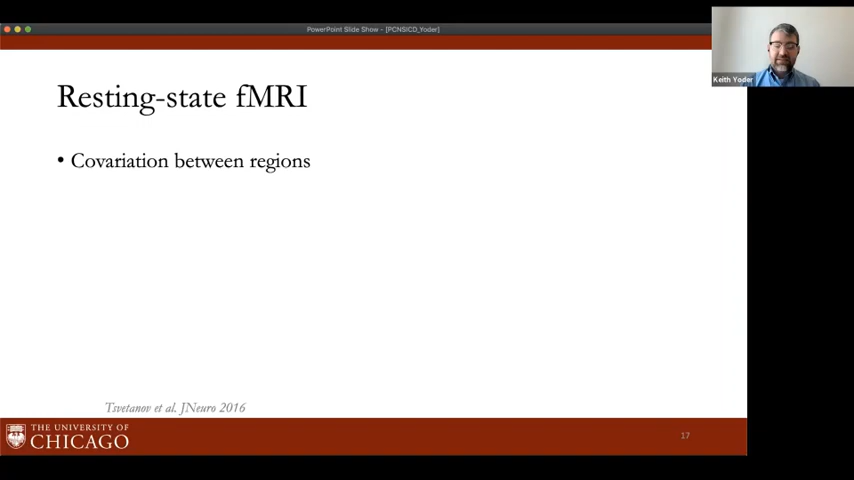 PowerPoint Slide Show - [PCNSICD_Yoder]
Keith Yoder
Resting-state fMRI
• Covariation between regions
Tsvetanov et al. JNeuro 2016
THE UNIVERSITY OF
CHICAGO
17